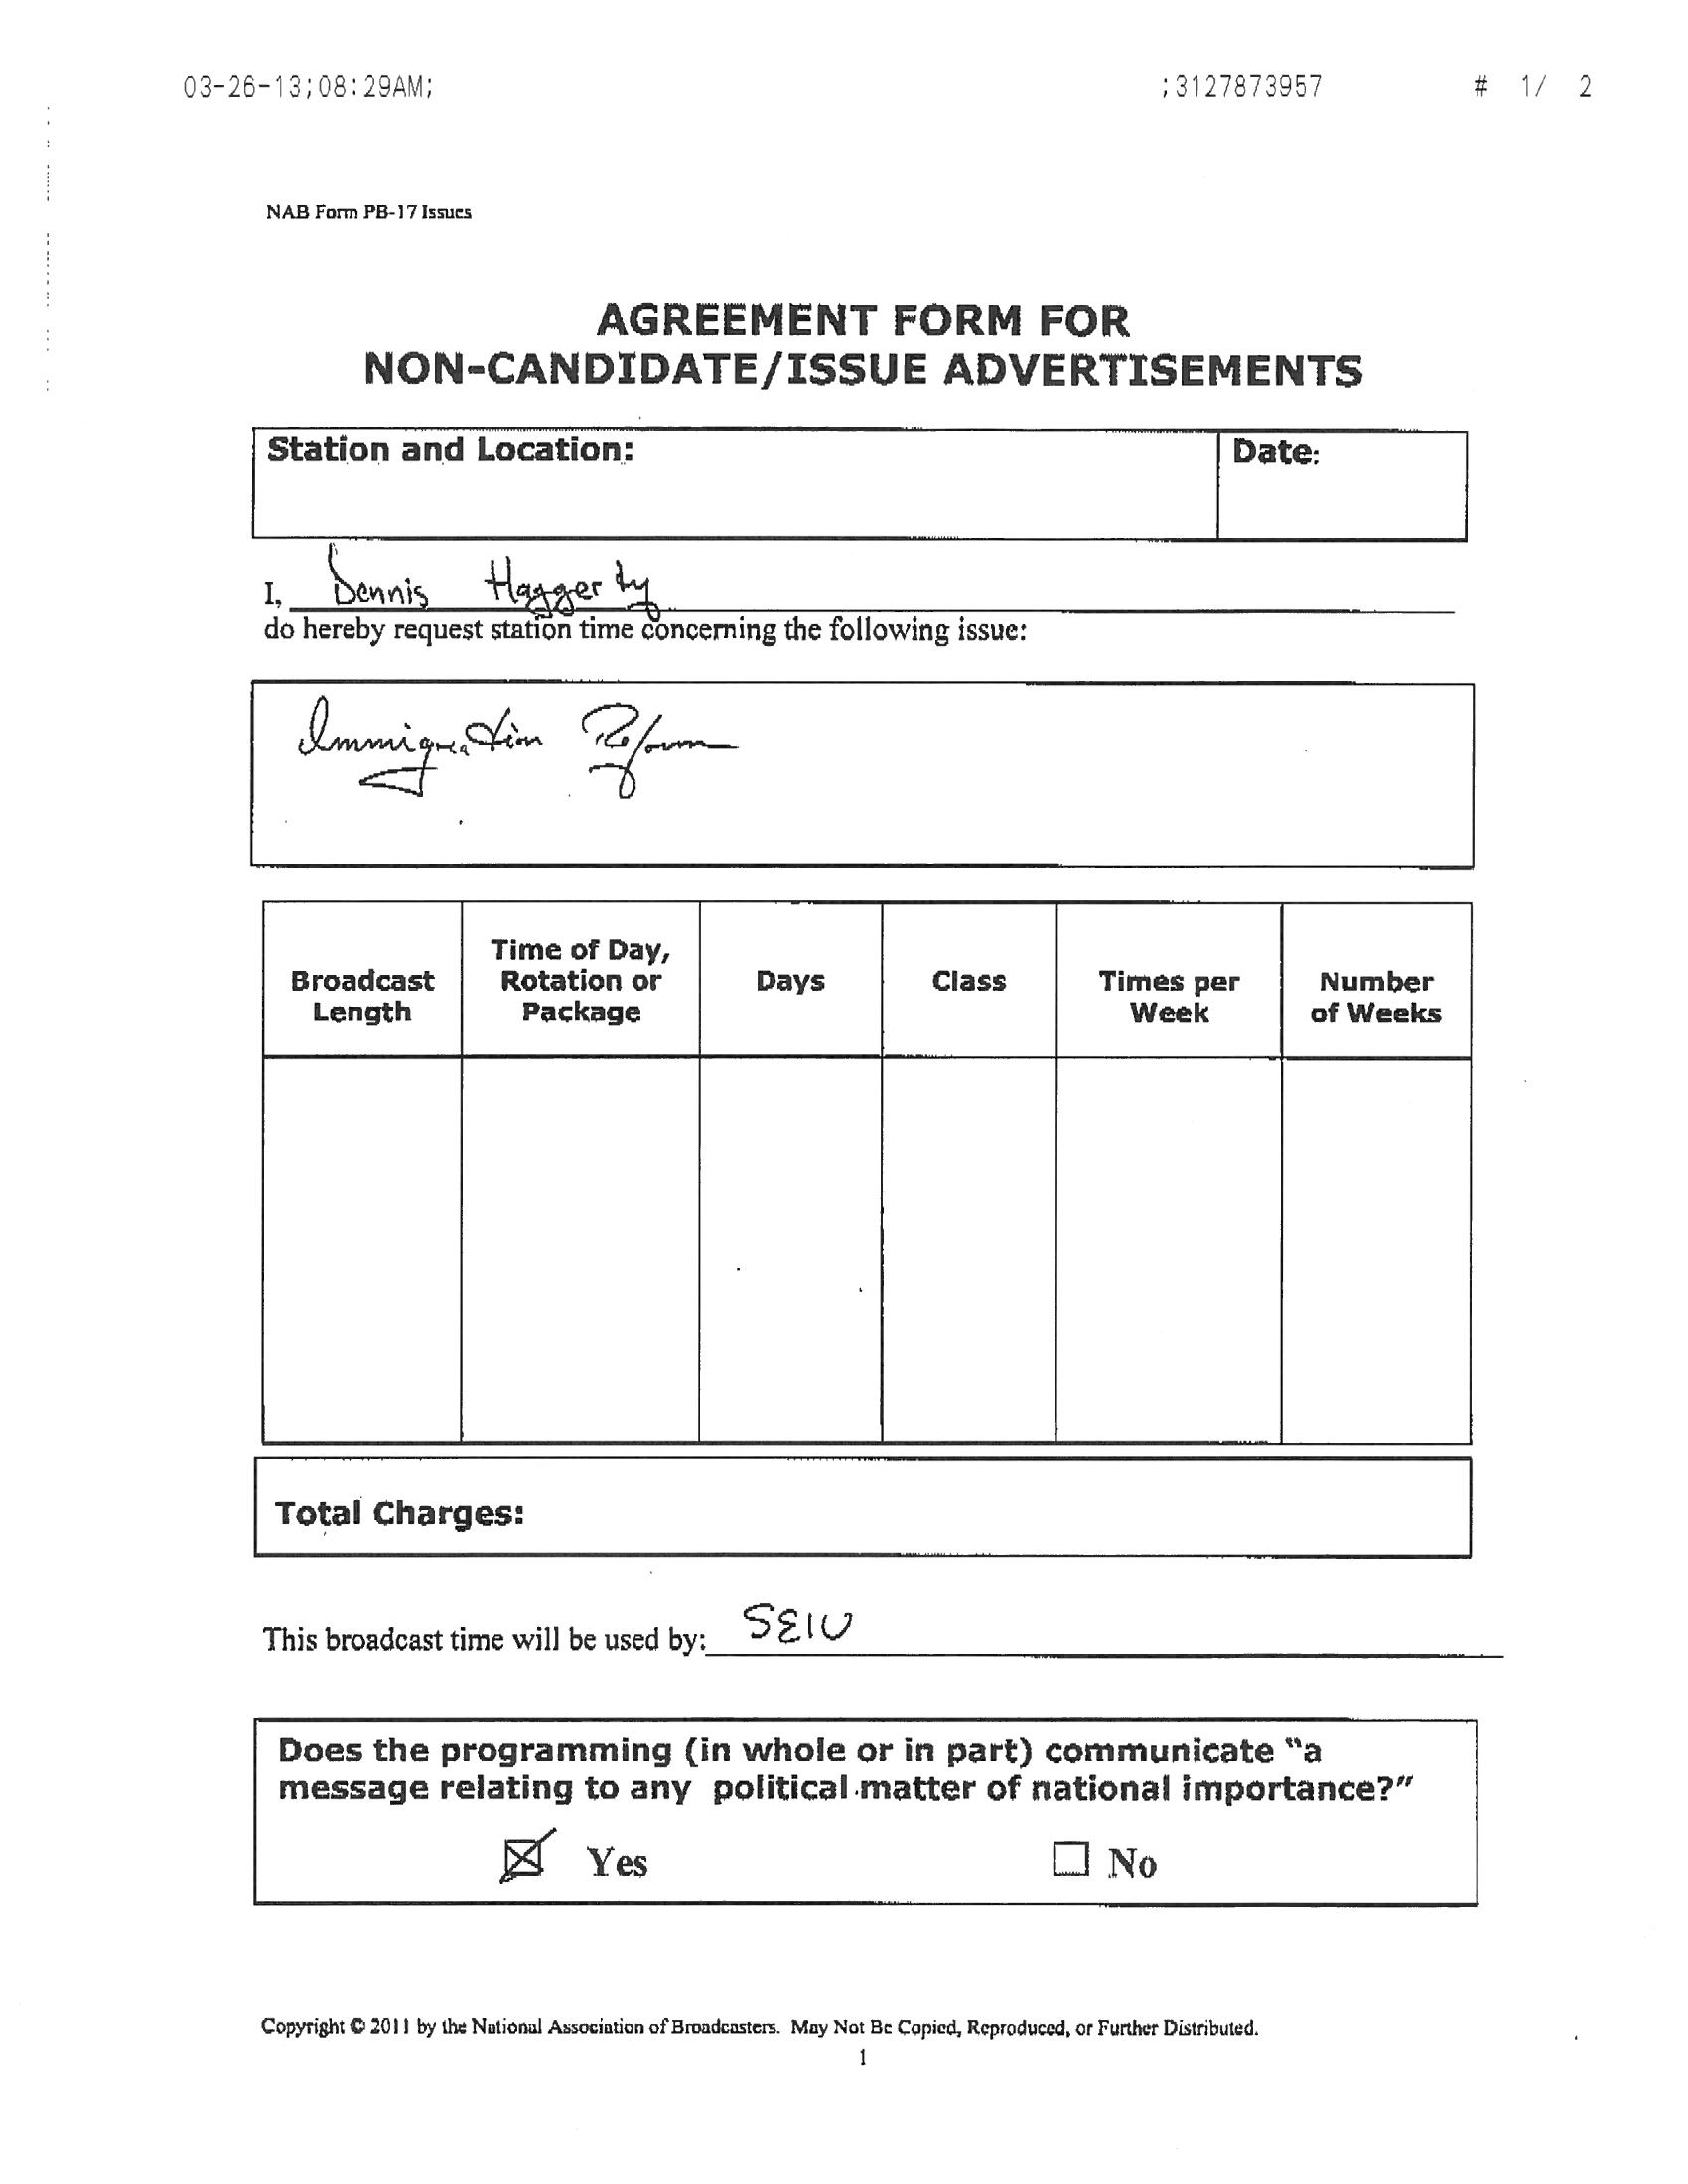 03-26-13;08:29AM; ;3127873957 # 1/ 2
NAB Form PB-17 Issues
AGREEMENT FORM FOR
NON-CANDIDATE/ISSUE ADVERTISEMENTS
Station and Location: Date:
I, Dennis Haggerty
do hereby request station time concerning the following issue:
Immigration Reform
Broadcast Length Time of Day, Rotation or Package Days Class Times per Week Number of Weeks
Total Charges:
This broadcast time will be used by: SEIU
Does the programming (in whole or in part) communicate “a
message relating to any political matter of national importance?”
☒ Yes ☐ No
Copyright © 2011 by the National Association of Broadcasters. May Not Be Copied, Reproduced, or Further Distributed.
1